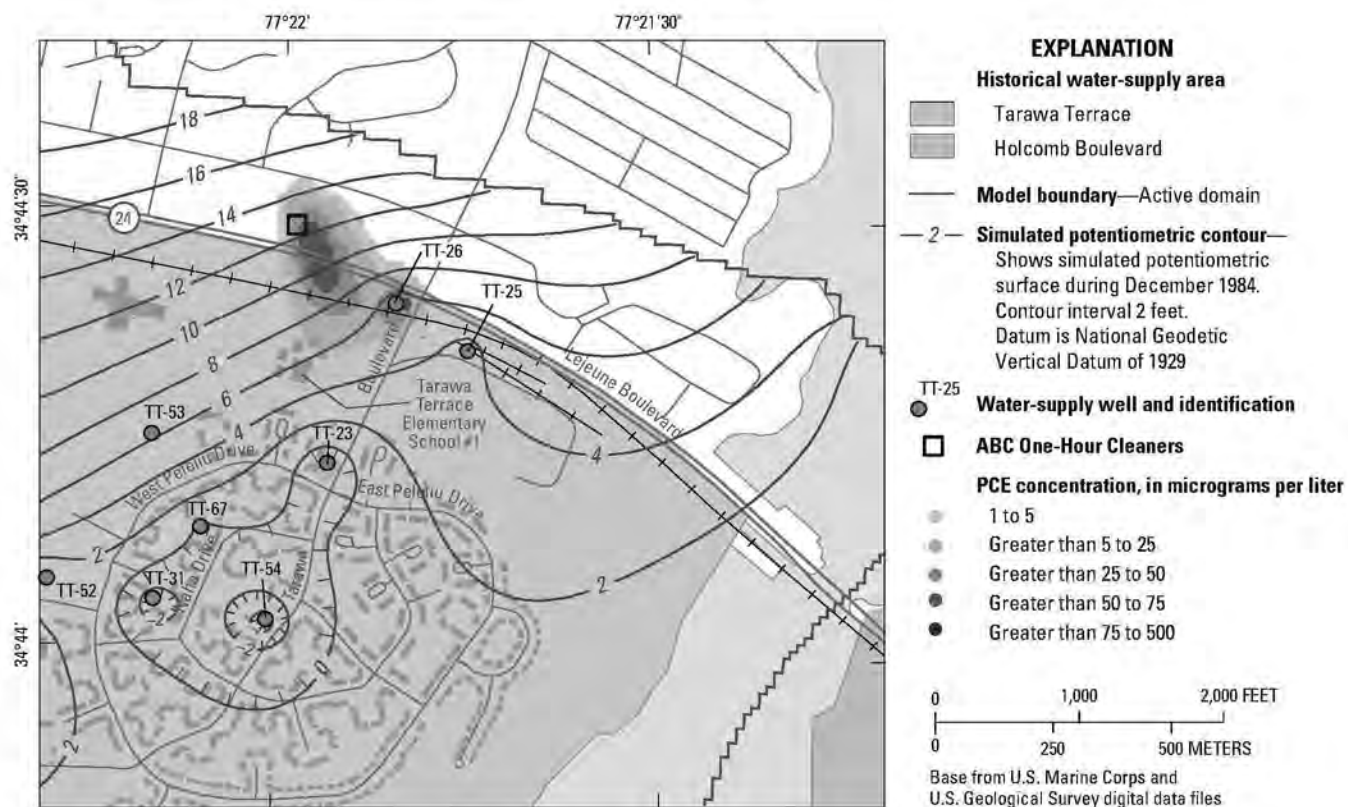 77°22'
77°21'30"
34°44'30"
34°44'
18
16
14
24
12
10
8
6
4
2
TT-26
TT-25
Boulevard
Lejeune Boulevard
Tarawa
Terrace
Elementary
School #1
TT-53
TT-23
4
West Peleliu Drive
East Peleliu Drive
TT-67
2
TT-52
TT-31
Naha Drive
TT-54
Tarawa
-2
-2
0
2
EXPLANATION
Historical water-supply area
Tarawa Terrace
Holcomb Boulevard
Model boundary—Active domain
—2— Simulated potentiometric contour—
Shows simulated potentiometric
surface during December 1984.
Contour interval 2 feet.
Datum is National Geodetic
Vertical Datum of 1929
TT-25
Water-supply well and identification
ABC One-Hour Cleaners
PCE concentration, in micrograms per liter
1 to 5
Greater than 5 to 25
Greater than 25 to 50
Greater than 50 to 75
Greater than 75 to 500
0 1,000 2,000 FEET
0 250 500 METERS
Base from U.S. Marine Corps and
U.S. Geological Survey digital data files